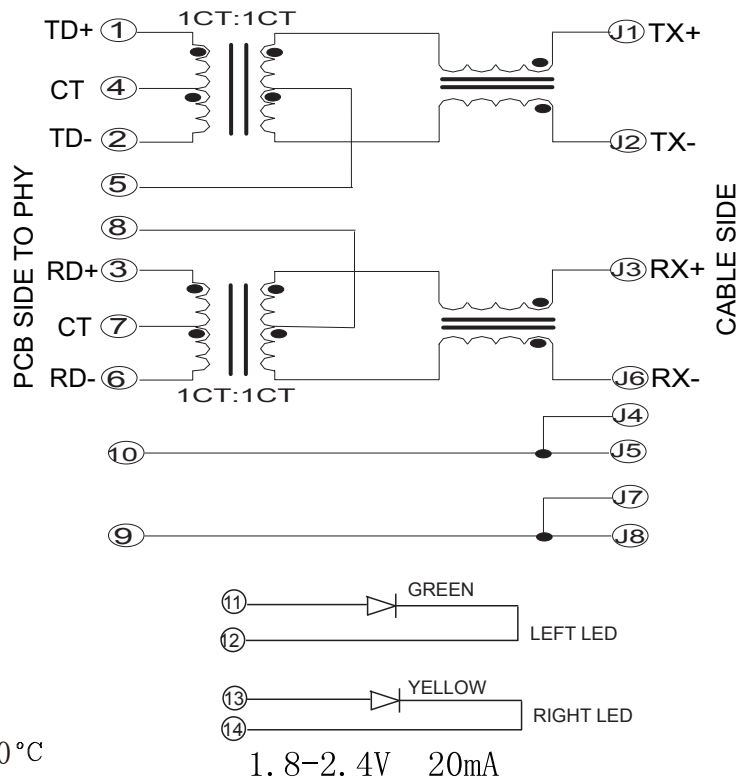 1CT:1CT
TD+ 1 J1 TX+
CT 4
TD- 2 J2 TX-
5
8
RD+ 3 J3 RX+
CT 7
RD- 6 J6 RX-
1CT:1CT
PCB SIDE TO PHY
CABLE SIDE
J4
10 J5
J7
9 J8
11 GREEN
12 LEFT LED
13 YELLOW
14 RIGHT LED
0°C
1.8-2.4V 20mA